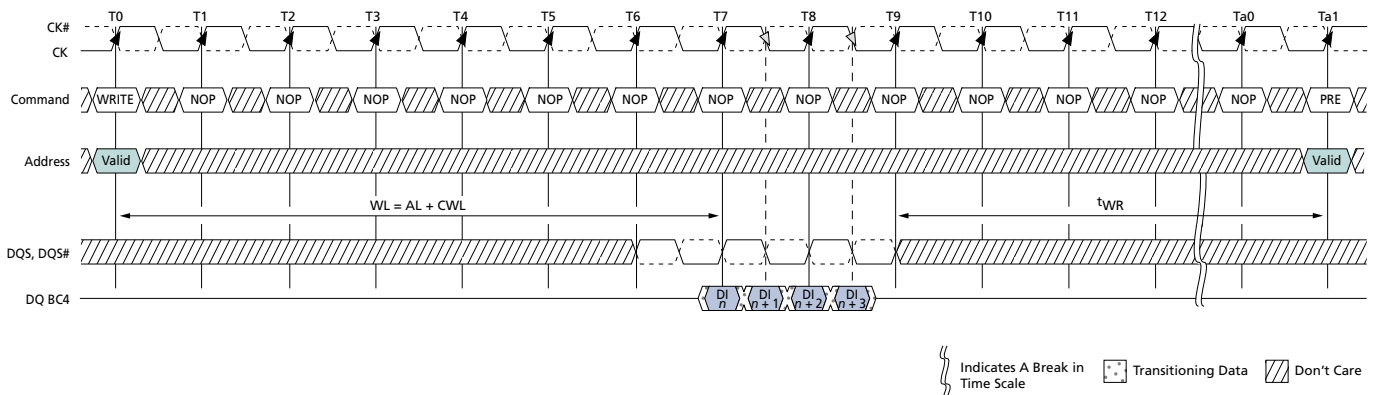 T0 T1 T2 T3 T4 T5 T6 T7 T8 T9 T10 T11 T12 Ta0 Ta1
CK#
CK
Command WRITE NOP NOP NOP NOP NOP NOP NOP NOP NOP NOP NOP NOP NOP PRE
Address Valid Valid
WL = AL + CWL tWR
DQS, DQS#
DQ BC4 DI n DI n + 1 DI n + 2 DI n + 3
Indicates A Break in
Time Scale
Transitioning Data
Don't Care